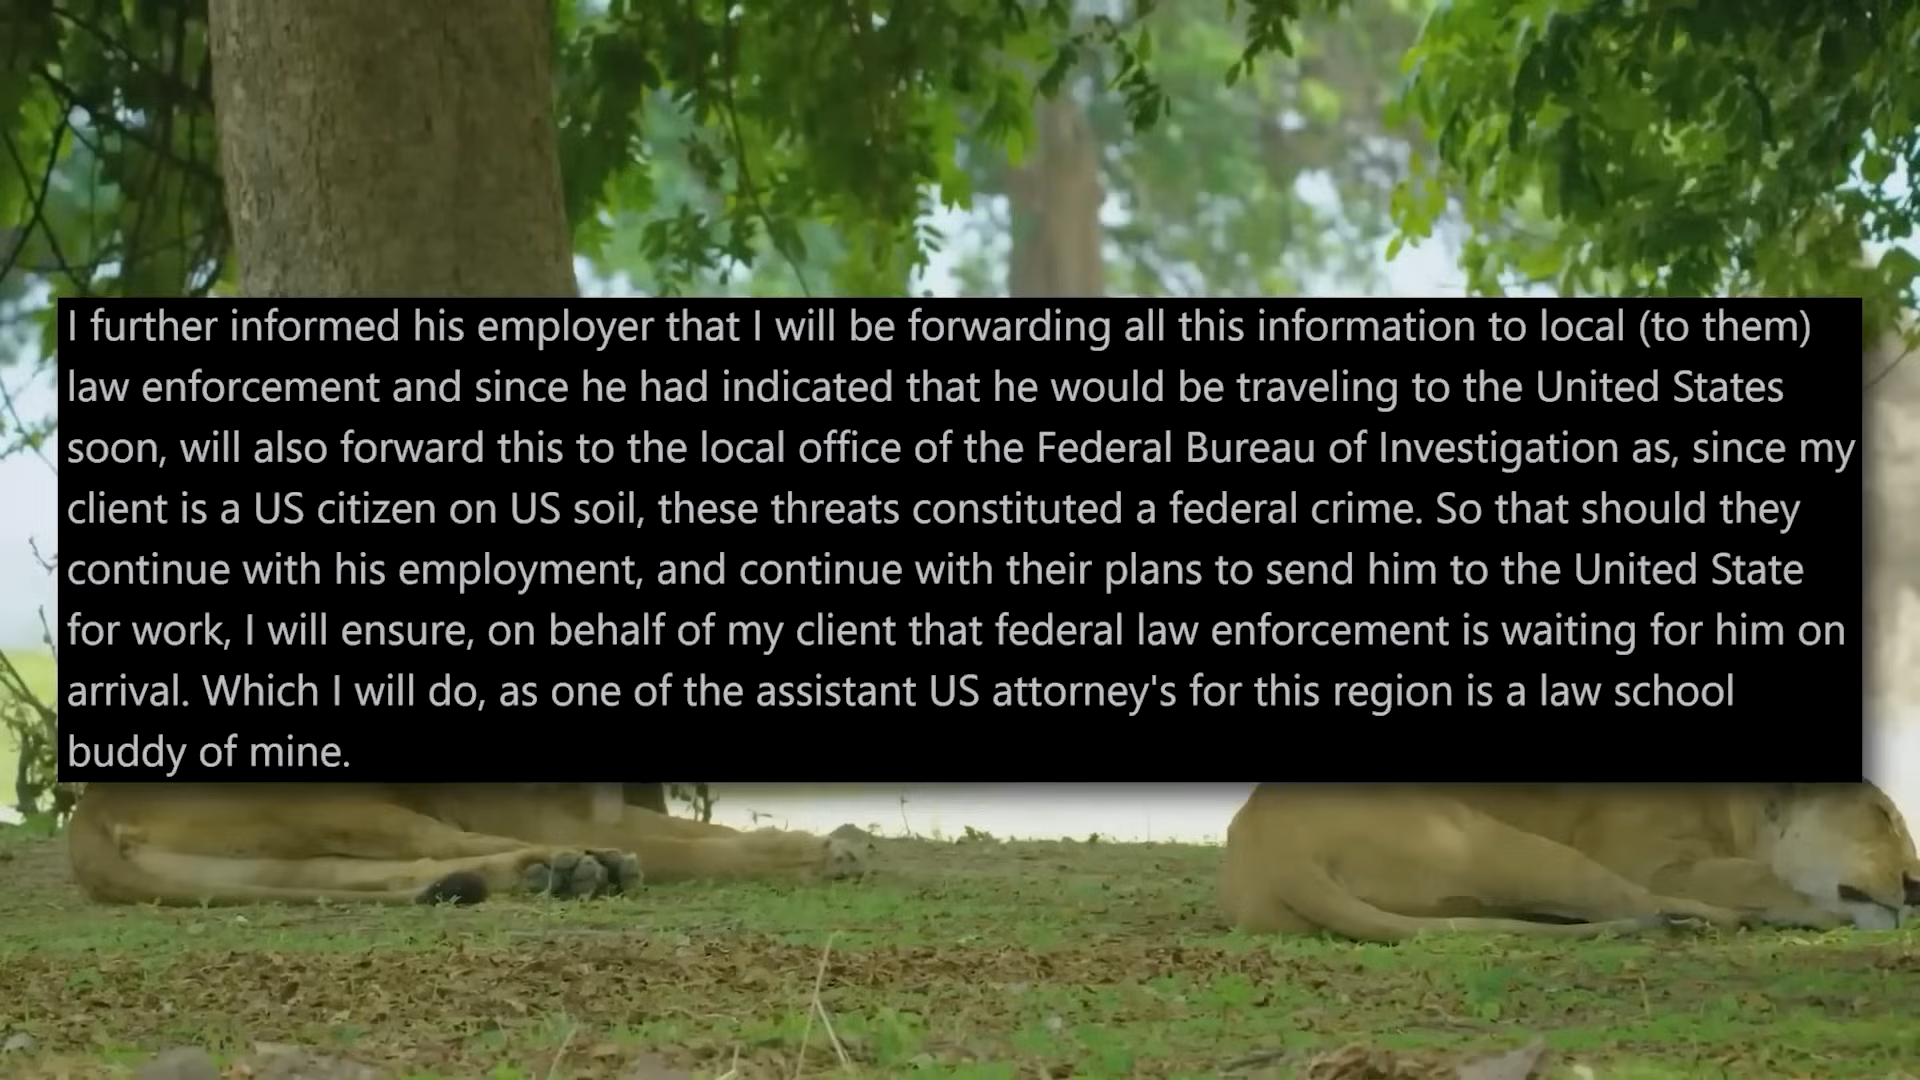 I further informed his employer that I will be forwarding all this information to local (to them)
law enforcement and since he had indicated that he would be traveling to the United States
soon, will also forward this to the local office of the Federal Bureau of Investigation as, since my
client is a US citizen on US soil, these threats constituted a federal crime. So that should they
continue with his employment, and continue with their plans to send him to the United State
for work, I will ensure, on behalf of my client that federal law enforcement is waiting for him on
arrival. Which I will do, as one of the assistant US attorney's for this region is a law school
buddy of mine.